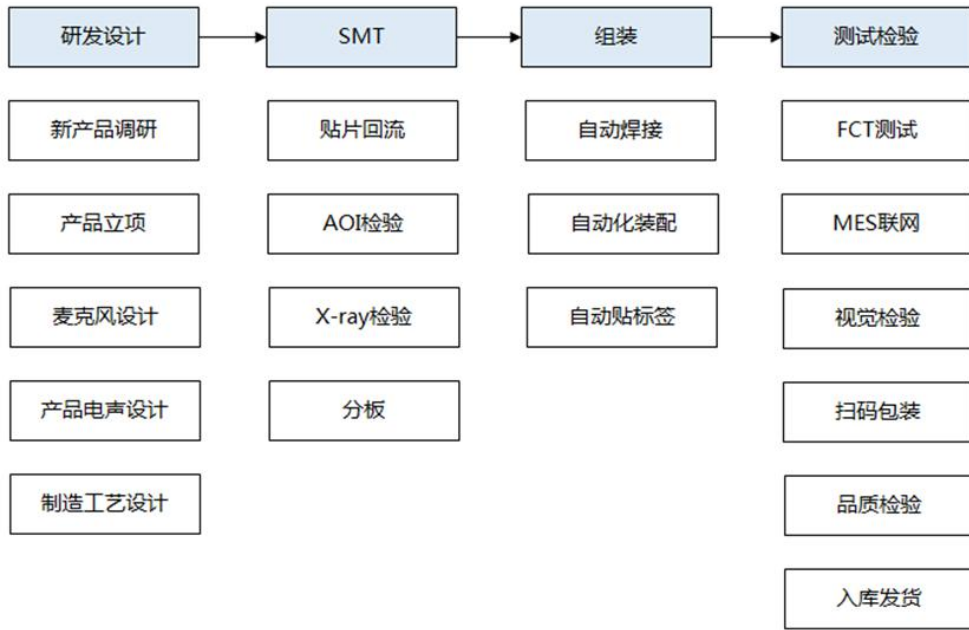 研发设计
SMT
组装
测试检验
新产品调研
贴片回流
自动焊接
FCT测试
产品立项
AOI检验
自动化装配
MES联网
麦克风设计
X-ray检验
自动贴标签
视觉检验
产品电声设计
分板
扫码包装
制造工艺设计
品质检验
入库发货